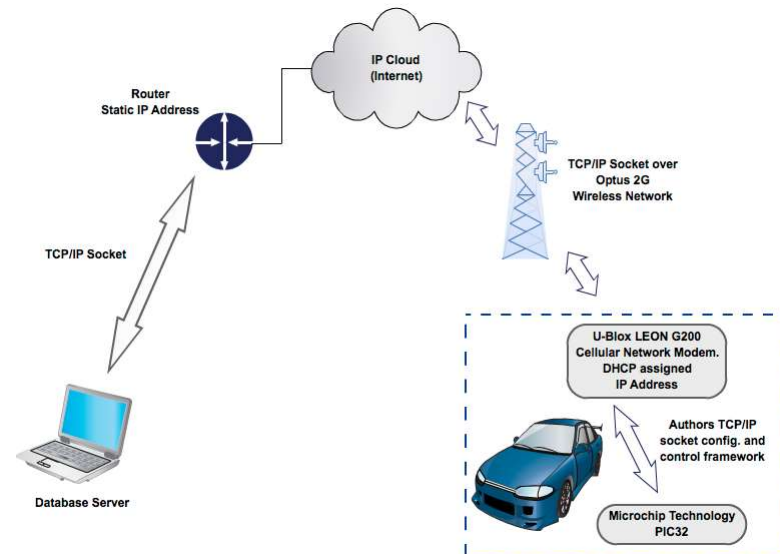 IP Cloud
(Internet)
Router
Static IP Address
TCP/IP Socket over
Optus 2G
Wireless Network
TCP/IP Socket
U-Blox LEON G200
Cellular Network Modem.
DHCP assigned
IP Address
Authors TCP/IP
socket config. and
control framework
Database Server
Microchip Technology
PIC32